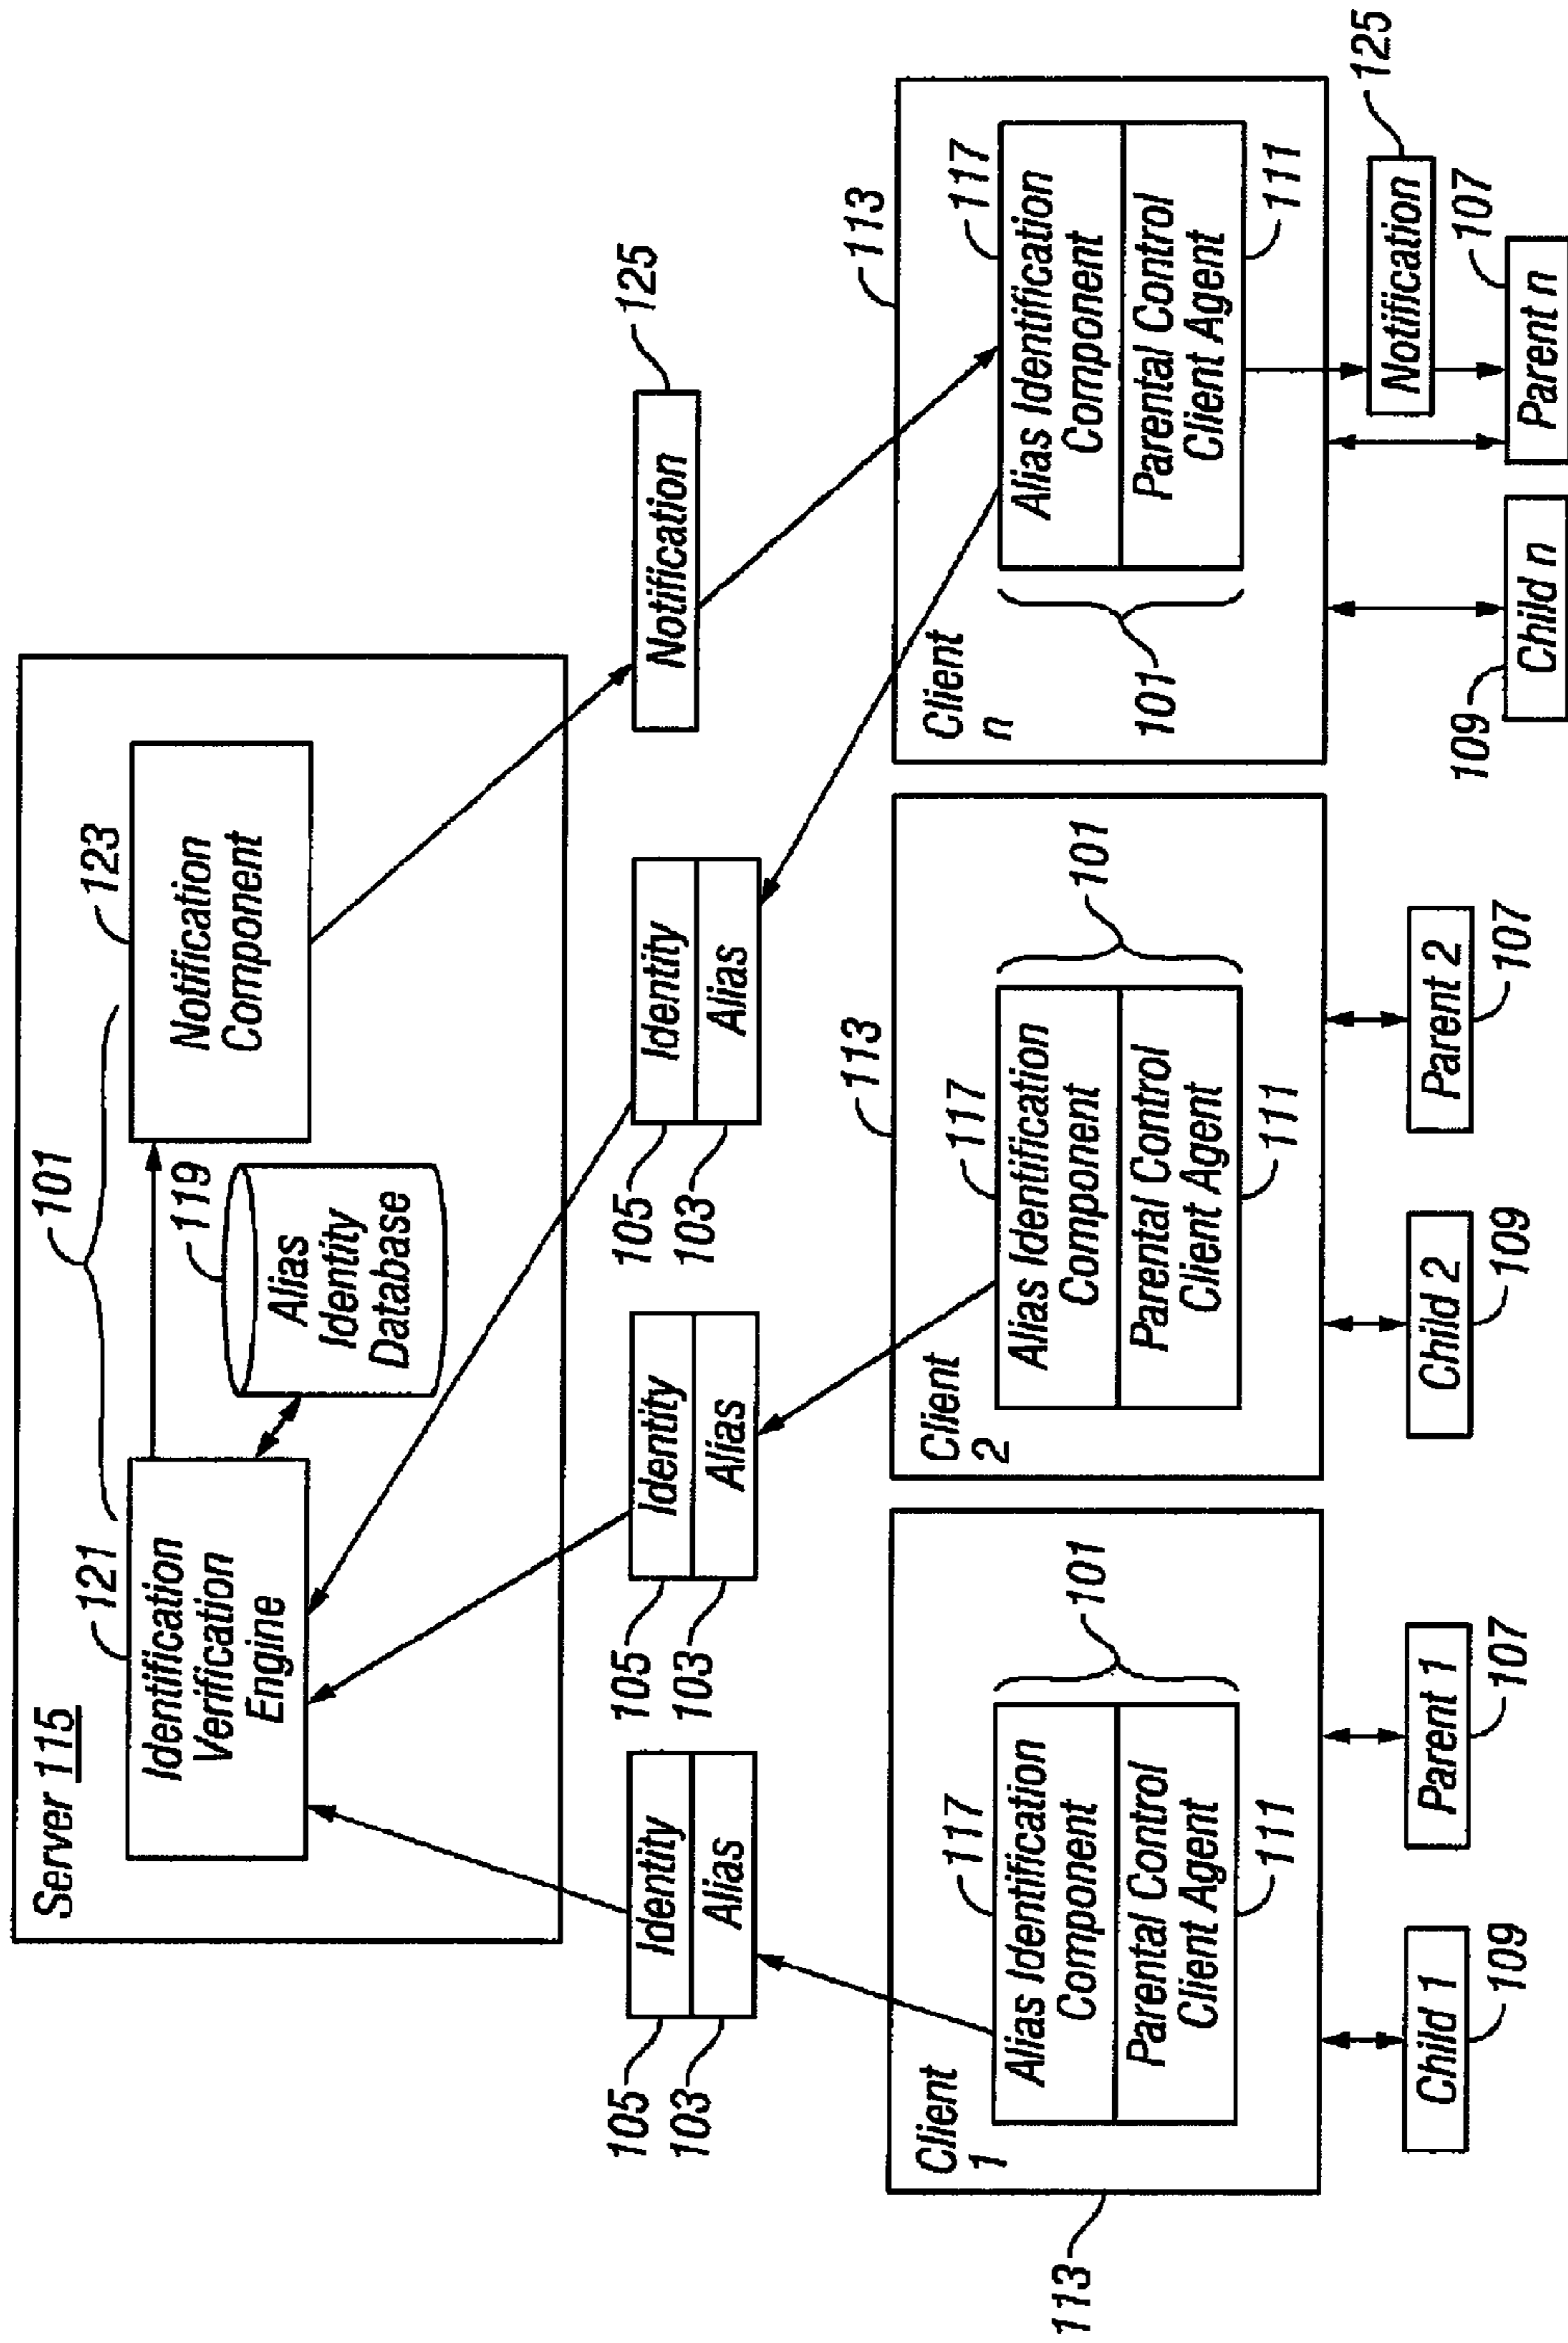 Server 115
101
121
Identification
Verification
Engine
119
Alias
Identity
Database
123
Notification
Component
105
Identity
103
Alias
105
Identity
103
Alias
105
Identity
103
Alias
Notification
125
113
Client
1
117
Alias Identification
Component
Parental Control
Client Agent
111
101
Child 1
109
Parent 1
107
113
Client
2
117
Alias Identification
Component
Parental Control
Client Agent
111
101
Child 2
109
Parent 2
107
113
Client
n
101
117
Alias Identification
Component
Parental Control
Client Agent
111
Notification
125
109
Child n
107
Parent n